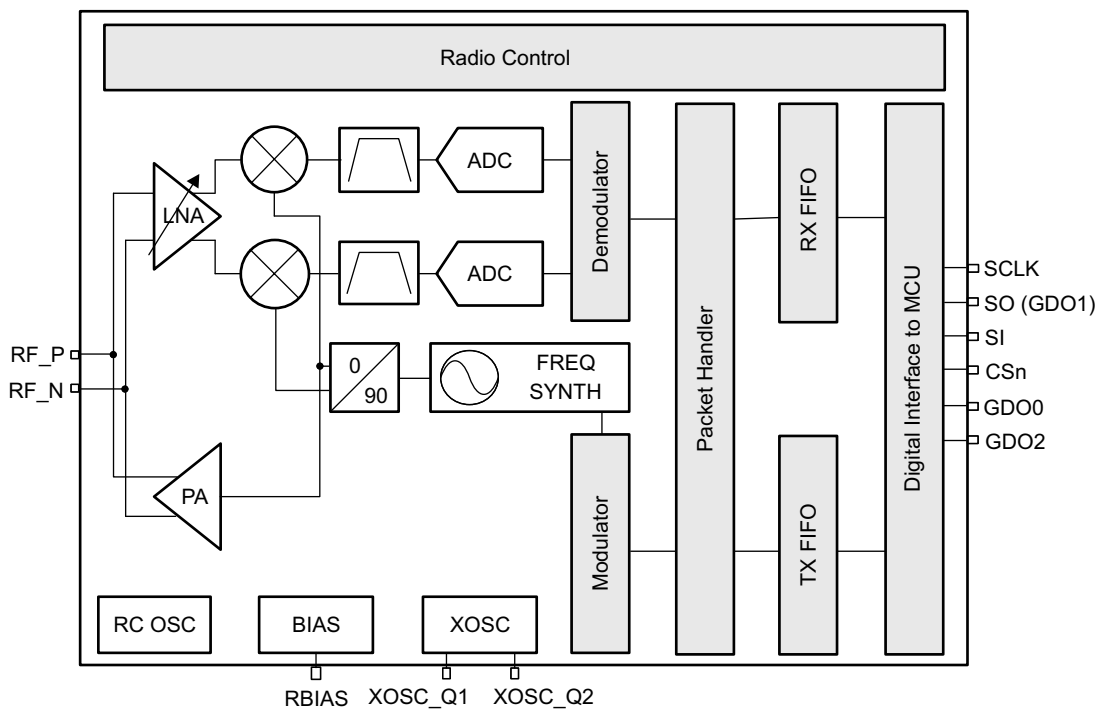 Radio Control
LNA
ADC
ADC
Demodulator
Packet Handler
RX FIFO
Digital Interface to MCU
SCLK
SO (GDO1)
SI
CSn
GDO0
GDO2
RF_P
RF_N
0
90
FREQ
SYNTH
PA
Modulator
TX FIFO
RC OSC
BIAS
XOSC
RBIAS
XOSC_Q1
XOSC_Q2